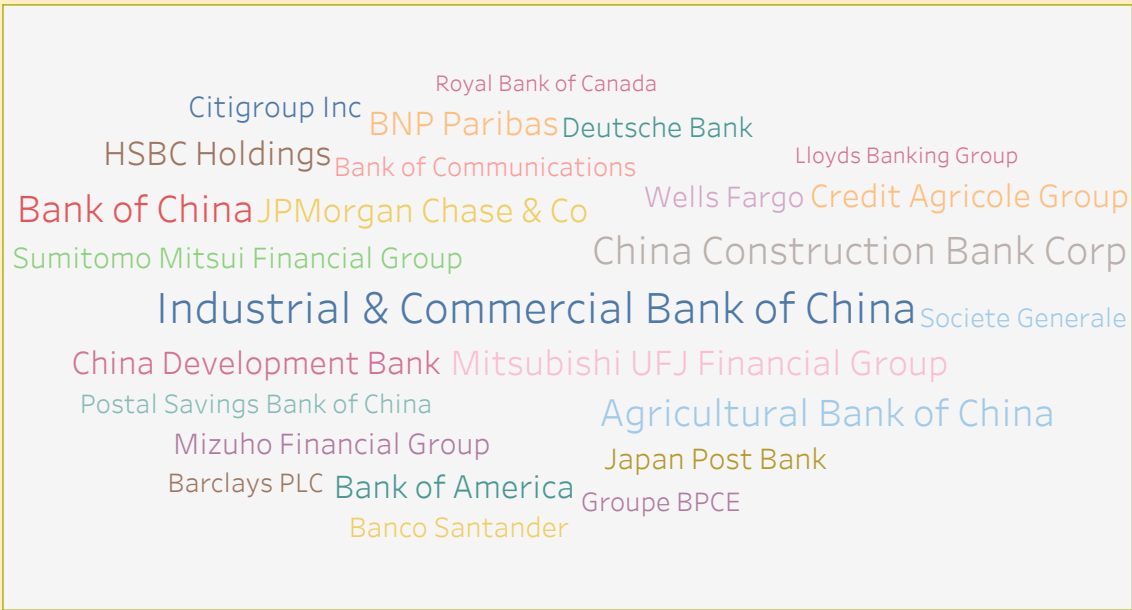 Royal Bank of Canada
Citigroup Inc
BNP Paribas
Deutsche Bank
HSBC Holdings
Bank of Communications
Lloyds Banking Group
Bank of China
JPMorgan Chase & Co
Wells Fargo
Credit Agricole Group
Sumitomo Mitsui Financial Group
China Construction Bank Corp
Industrial & Commercial Bank of China
Societe Generale
China Development Bank
Mitsubishi UFJ Financial Group
Postal Savings Bank of China
Agricultural Bank of China
Mizuho Financial Group
Japan Post Bank
Barclays PLC
Bank of America
Groupe BPCE
Banco Santander